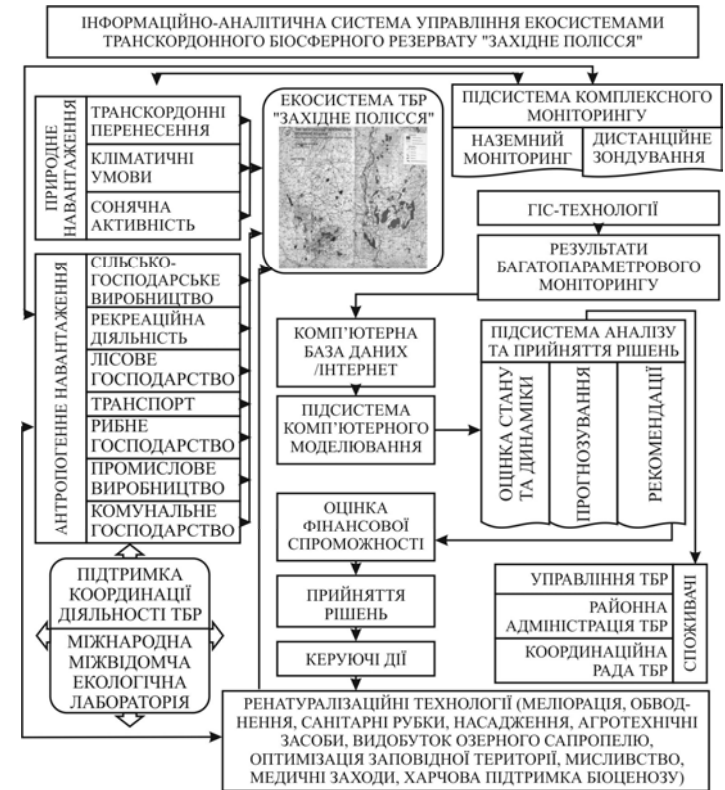 ІНФОРМАЦІЙНО-АНАЛІТИЧНА СИСТЕМА УПРАВЛІННЯ ЕКОСИСТЕМАМИ
ТРАНСКОРДОННОГО БІОСФЕРНОГО РЕЗЕРВАТУ "ЗАХІДНЕ ПОЛІССЯ"
ПРИРОДНЕ
НАВАНТАЖЕННЯ
ТРАНСКОРДОННІ
ПЕРЕНЕСЕННЯ
КЛІМАТИЧНІ
УМОВИ
СОНЯЧНА
АКТИВНІСТЬ
ЕКОСИСТЕМА ТБР
"ЗАХІДНЕ ПОЛІССЯ"
ПІДСИСТЕМА КОМПЛЕКСНОГО
МОНІТОРИНГУ
НАЗЕМНИЙ
МОНІТОРИНГ
ДИСТАНЦІЙНЕ
ЗОНДУВАННЯ
ГІС-ТЕХНОЛОГІЇ
РЕЗУЛЬТАТИ
БАГАТОПАРАМЕТРОВОГО
МОНІТОРИНГУ
АНТРОПОГЕННЕ НАВАНТАЖЕННЯ
СІЛЬСЬКО-
ГОСПОДАРСЬКЕ
ВИРОБНИЦТВО
РЕКРЕАЦІЙНА
ДІЯЛЬНІСТЬ
ЛІСОВЕ
ГОСПОДАРСТВО
ТРАНСПОРТ
РИБНЕ
ГОСПОДАРСТВО
ПРОМИСЛОВЕ
ВИРОБНИЦТВО
КОМУНАЛЬНЕ
ГОСПОДАРСТВО
КОМП’ЮТЕРНА
БАЗА ДАНИХ
/ІНТЕРНЕТ
ПІДСИСТЕМА
КОМП’ЮТЕРНОГО
МОДЕЛЮВАННЯ
ПІДСИСТЕМА АНАЛІЗУ
ТА ПРИЙНЯТТЯ РІШЕНЬ
ОЦІНКА СТАНУ
ТА ДИНАМІКИ
ПРОГНОЗУВАННЯ
РЕКОМЕНДАЦІЇ
ОЦІНКА
ФІНАНСОВОЇ
СПРОМОЖНОСТІ
ПРИЙНЯТТЯ
РІШЕНЬ
КЕРУЮЧІ ДІЇ
УПРАВЛІННЯ ТБР
РАЙОННА
АДМІНІСТРАЦІЯ ТБР
КООРДИНАЦІЙНА
РАДА ТБР
СПОЖИВАЧІ
ПІДТРИМКА
КООРДИНАЦІЇ
ДІЯЛЬНОСТІ ТБР
МІЖНАРОДНА
МІЖВІДОМЧА
ЕКОЛОГІЧНА
ЛАБОРАТОРІЯ
РЕНАТУРАЛІЗАЦІЙНІ ТЕХНОЛОГІЇ (МЕЛІОРАЦІЯ, ОБВОД-
НЕННЯ, САНІТАРНІ РУБКИ, НАСАДЖЕННЯ, АГРОТЕХНІЧНІ
ЗАСОБИ, ВИДОБУТОК ОЗЕРНОГО САПРОПЕЛЮ,
ОПТИМІЗАЦІЯ ЗАПОВІДНОЇ ТЕРИТОРІЇ, МИСЛИВСТВО,
МЕДИЧНІ ЗАХОДИ, ХАРЧОВА ПІДТРИМКА БІОЦЕНОЗУ)